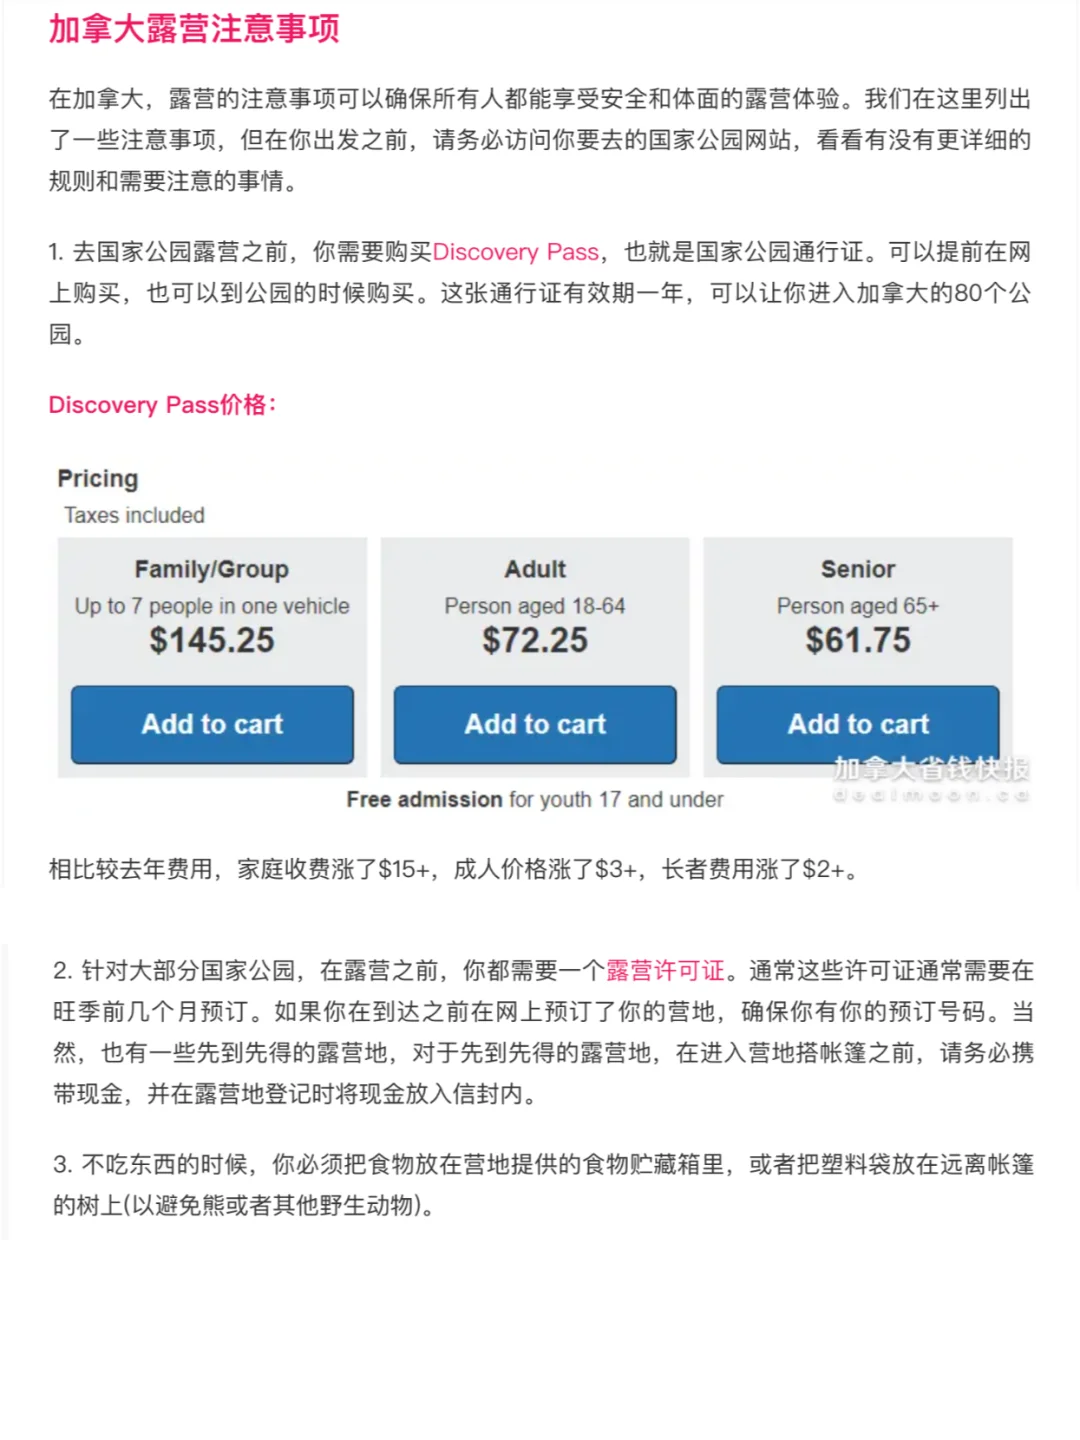 加拿大露营注意事项
在加拿大，露营的注意事项可以确保所有人都能享受安全和体面的露营体验。我们在这里列出
了一些注意事项，但在你出发之前，请务必访问你要去的国家公园网站，看看有没有更详细的
规则和需要注意的事情。
1. 去国家公园露营之前，你需要购买Discovery Pass，也就是国家公园通行证。可以提前在网
上购买，也可以到公园的时候购买。这张通行证有效期一年，可以让你进入加拿大的80个公
园。
Discovery Pass价格：
Pricing
Taxes included
Family/Group
Up to 7 people in one vehicle
$145.25
Add to cart
Adult
Person aged 18-64
$72.25
Add to cart
Senior
Person aged 65+
$61.75
Add to cart
加拿大省钱快报
dealmoon.ca
Free admission for youth 17 and under
相比较去年费用，家庭收费涨了$15+，成人价格涨了$3+，长者费用涨了$2+。
2. 针对大部分国家公园，在露营之前，你都需要一个露营许可证。通常这些许可证通常需要在
旺季前几个月预订。如果你在到达之前在网上预订了你的营地，确保你有你的预订号码。当
然，也有一些先到先得的露营地，对于先到先得的露营地，在进入营地搭帐篷之前，请务必携
带现金，并在露营地登记时将现金放入信封内。
3. 不吃东西的时候，你必须把食物放在营地提供的食物贮藏箱里，或者把塑料袋放在远离帐篷
的树上(以避免熊或者其他野生动物)。